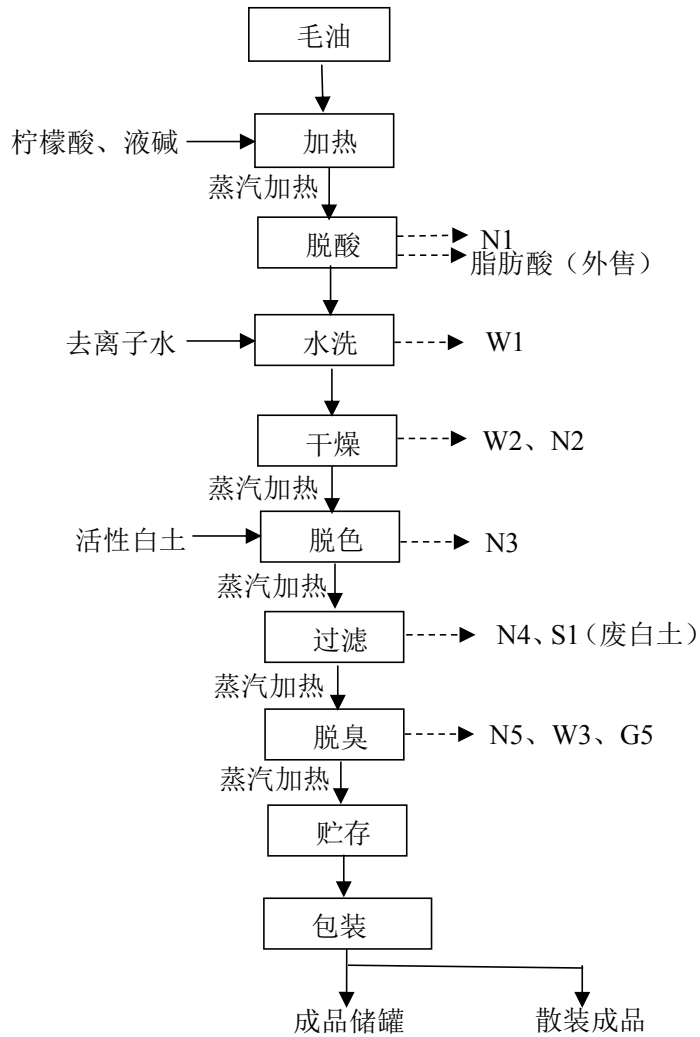 毛油
柠檬酸、液碱
加热
蒸汽加热
脱酸
N1
脂肪酸（外售）
去离子水
水洗
W1
干燥
W2、N2
蒸汽加热
活性白土
脱色
N3
蒸汽加热
过滤
N4、S1（废白土）
蒸汽加热
脱臭
N5、W3、G5
蒸汽加热
贮存
包装
成品储罐
散装成品